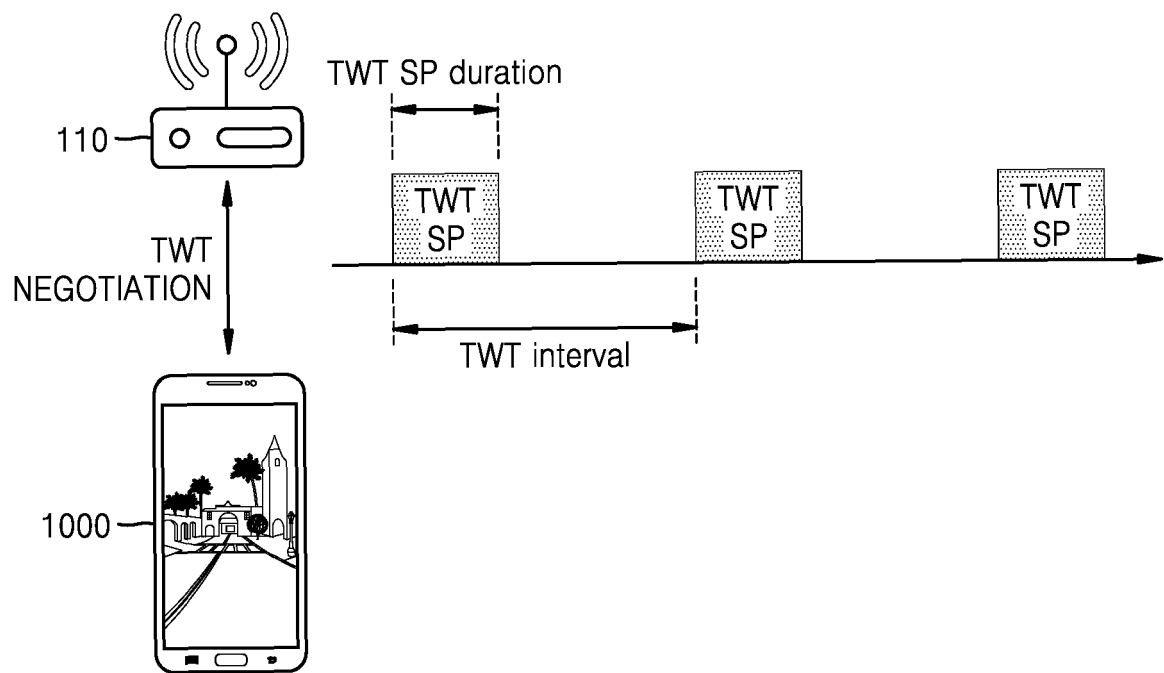 TWT SP duration
110
TWT
SP
TWT
SP
TWT
SP
TWT
NEGOTIATION
TWT interval
1000